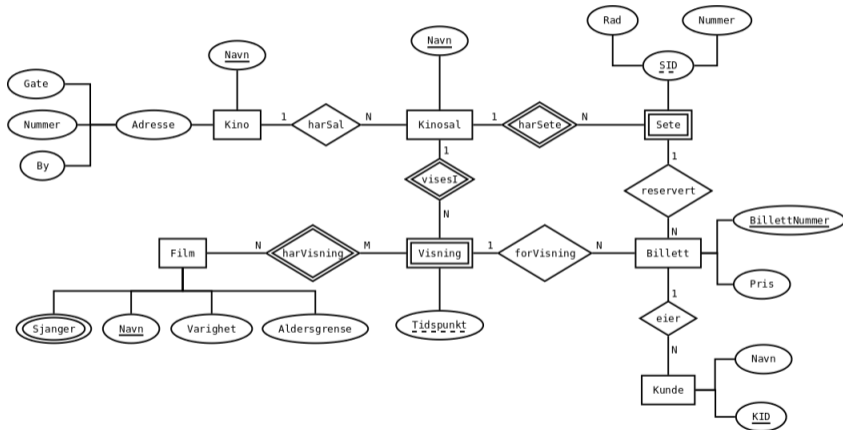 Rad
Nummer
Navn
Navn
SID
Gate
Nummer
Adresse
Kino
1
harSal
N
Kinosal
1
harSete
N
Sete
By
1
visesI
N
1
reservert
N
BillettNummer
Film
N
harVisning
M
Visning
1
forVisning
N
Billett
Pris
1
eier
N
Sjanger
Navn
Varighet
Aldersgrense
Tidspunkt
Navn
Kunde
KID